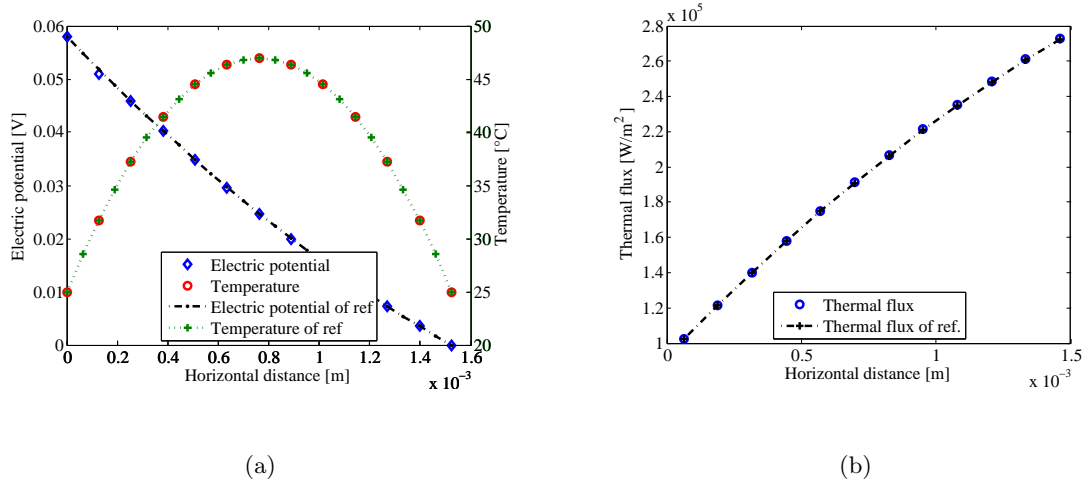 0.06
0.05
0.04
0.03
0.02
0.01
0
Electric potential [V]
50
45
40
35
30
25
20
Temperature [°C]
Electric potential
Temperature
Electric potential of ref
Temperature of ref
0 0.2 0.4 0.6 0.8 1 1.2 1.4 1.6
x 10⁻³
Horizontal distance [m]
(a)
x 10⁵
2.8
2.6
2.4
2.2
2
1.8
1.6
1.4
1.2
1
Thermal flux [W/m²]
Thermal flux
Thermal flux of ref.
0 0.5 1 1.5
x 10⁻³
Horizontal distance [m]
(b)